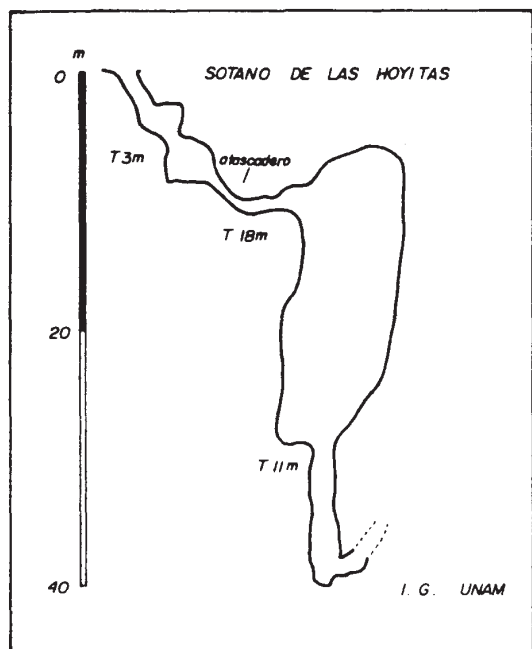 m
0 SOTANO DE LAS HOYITAS
T 3m
atascadero
T 18m
20
T 11m
40
I. G. UNAM